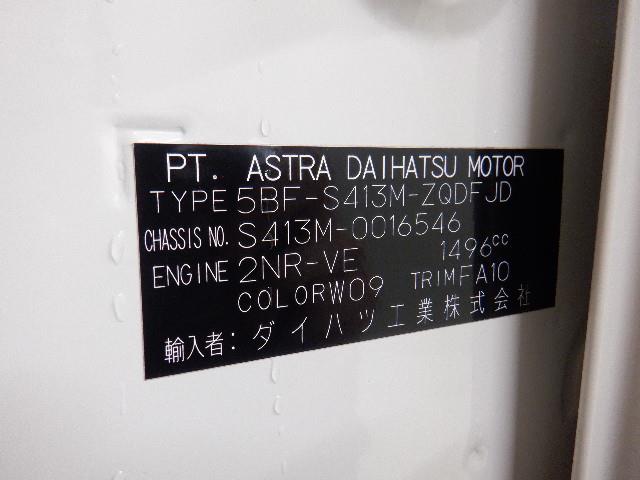 PT. ASTRA DAIHATSU MOTOR
TYPE 5BF-S413M-ZQDFJD
CHASSIS NO. S413M-0016546
ENGINE 2NR-VE 1496cc
COLOR W09 TRIM FA10
輸入者: ダイハツ工業株式会社